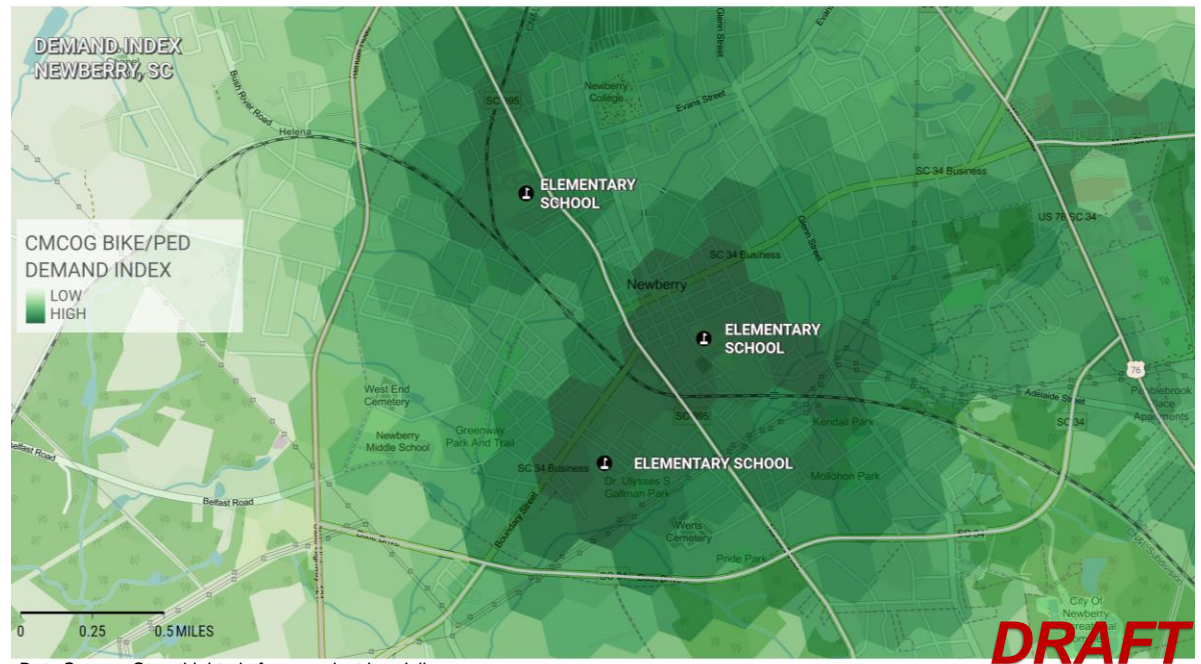 DEMAND INDEX
NEWBERRY, SC
Bush River Road
Helena
Newberry
College
Glenn Street
Evans Street
ELEMENTARY
SCHOOL
SC 34 Business
US 76 SC 34
CMCOG BIKE/PED
DEMAND INDEX
LOW
HIGH
Glenn Street
SC 34 Business
Newberry
ELEMENTARY
SCHOOL
76
West End
Cemetery
Adelaide Street
Apartments
Kendall Park
SC 34
Newberry
Middle School
Greenway
Park And Trail
Belfast Road
SC 34 Business
ELEMENTARY SCHOOL
Dr. Ulysses S
Gallman Park
Mollohon Park
Belfast Road
Boundary Street
Werts
Cemetery
SC 34
Pride Park
City Of
Newberry
0 0.25 0.5 MILES
DRAFT